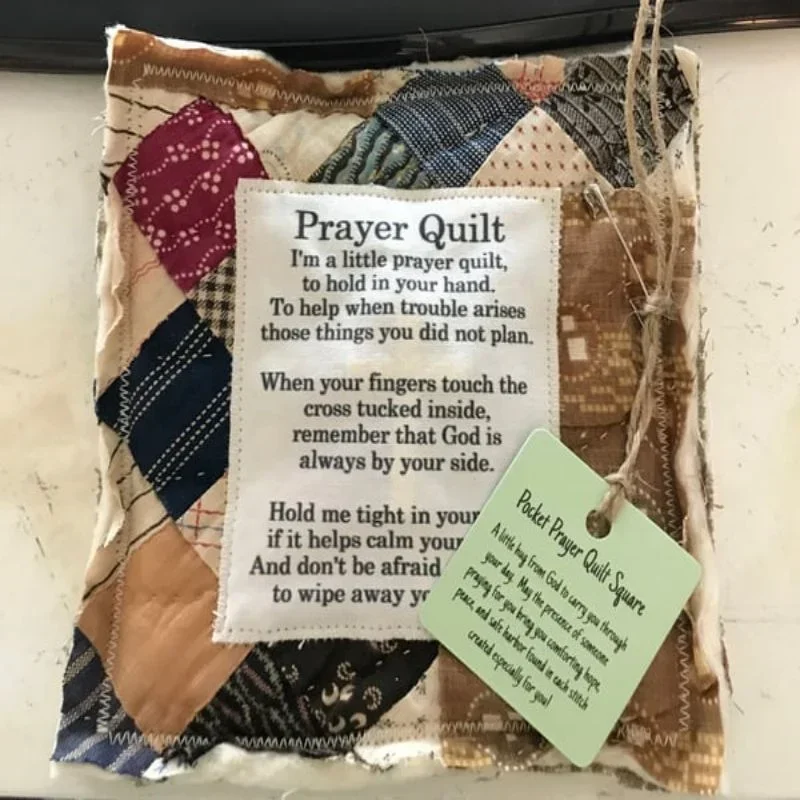 Prayer Quilt
I'm a little prayer quilt,
to hold in your hand.
To help when trouble arises
those things you did not plan.
When your fingers touch the
cross tucked inside,
remember that God is
always by your side.
Hold me tight in your
if it helps calm your
And don't be afraid
to wipe away
Pocket Prayer Quilt Square
A little hug from God to carry you through
your day. May the presence of someone
praying for you bring you comforting hope,
peace, and safe harbor found in each stitch
created especially for you!